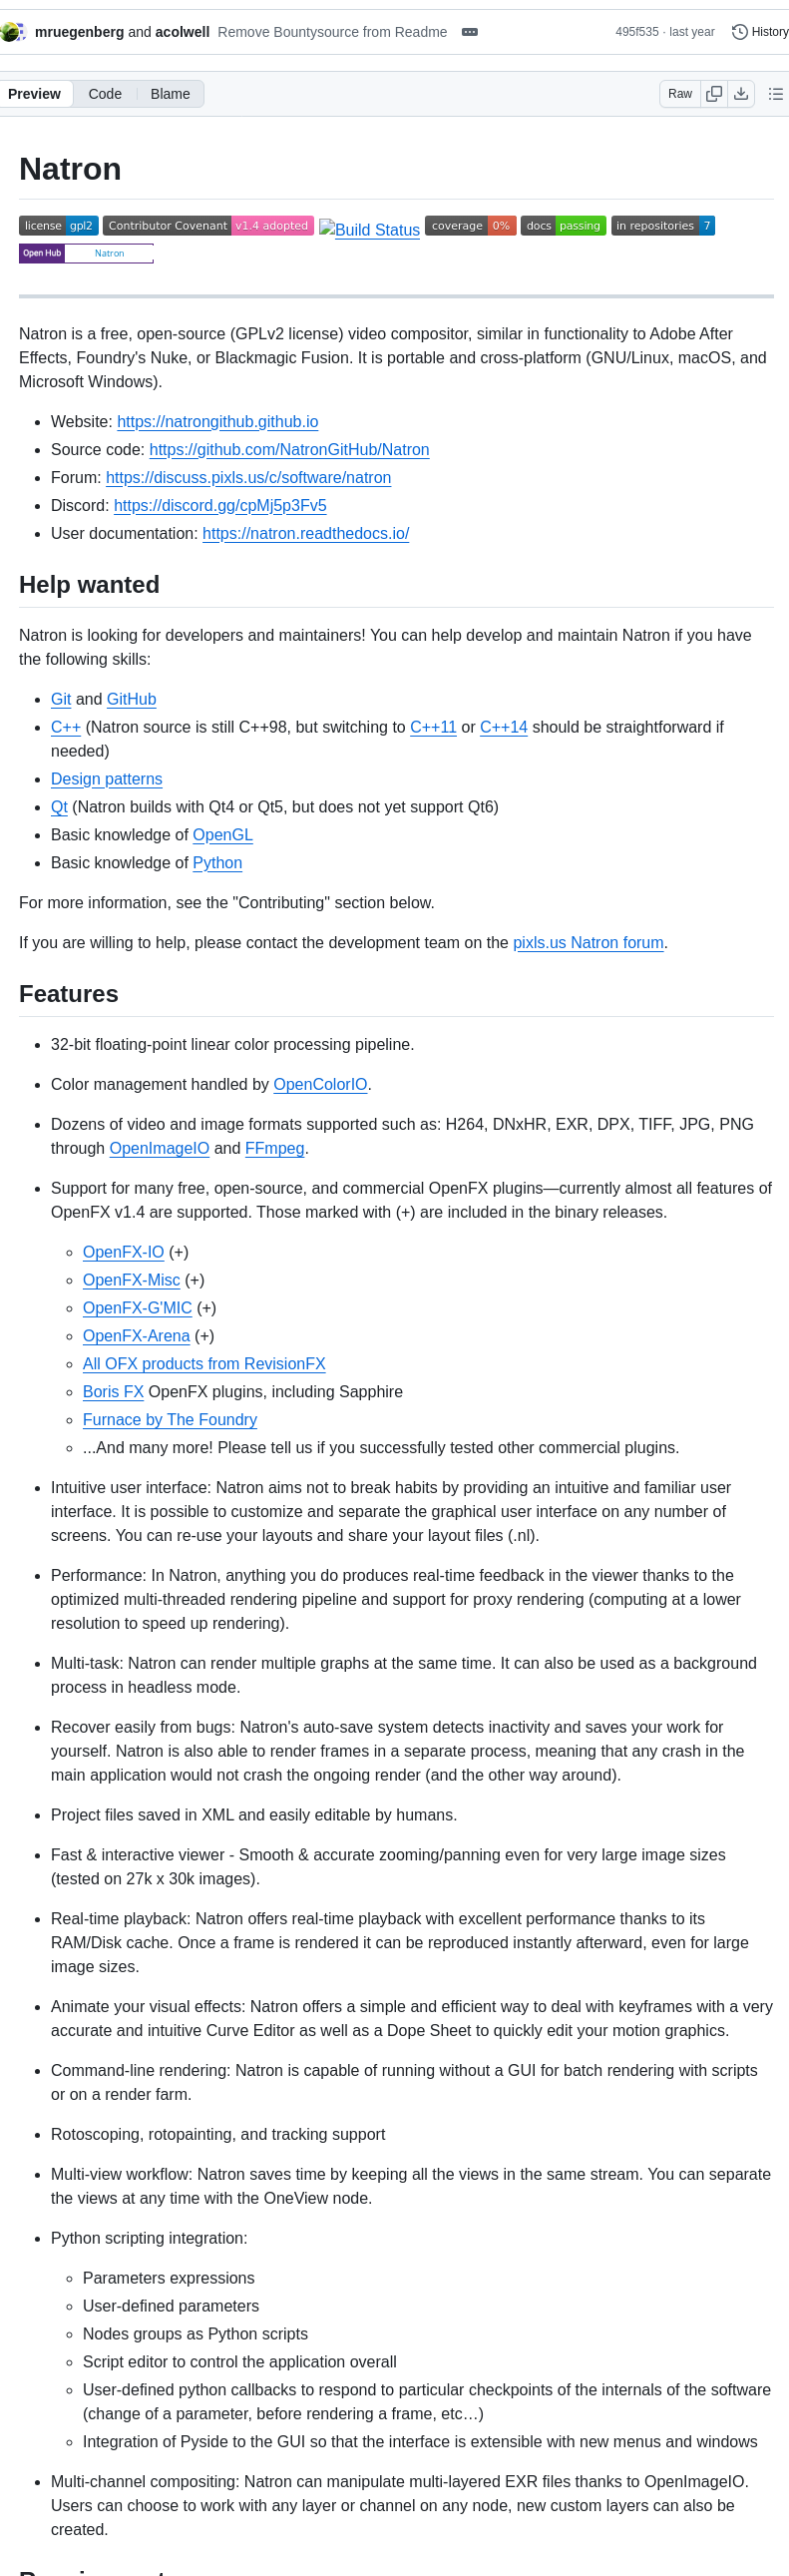 mruegenberg and acolwell Remove Bountysource from Readme 495f535 · last year History
Preview Code Blame Raw
Natron
license gpl2 Contributor Covenant v1.4 adopted Build Status coverage 0% docs passing in repositories 7
Open Hub Natron
Natron is a free, open-source (GPLv2 license) video compositor, similar in functionality to Adobe After
Effects, Foundry's Nuke, or Blackmagic Fusion. It is portable and cross-platform (GNU/Linux, macOS, and
Microsoft Windows).
Website: https://natrongithub.github.io
Source code: https://github.com/NatronGitHub/Natron
Forum: https://discuss.pixls.us/c/software/natron
Discord: https://discord.gg/cpMj5p3Fv5
User documentation: https://natron.readthedocs.io/
Help wanted
Natron is looking for developers and maintainers! You can help develop and maintain Natron if you have
the following skills:
Git and GitHub
C++ (Natron source is still C++98, but switching to C++11 or C++14 should be straightforward if
needed)
Design patterns
Qt (Natron builds with Qt4 or Qt5, but does not yet support Qt6)
Basic knowledge of OpenGL
Basic knowledge of Python
For more information, see the "Contributing" section below.
If you are willing to help, please contact the development team on the pixls.us Natron forum.
Features
32-bit floating-point linear color processing pipeline.
Color management handled by OpenColorIO.
Dozens of video and image formats supported such as: H264, DNxHR, EXR, DPX, TIFF, JPG, PNG
through OpenImageIO and FFmpeg.
Support for many free, open-source, and commercial OpenFX plugins—currently almost all features of
OpenFX v1.4 are supported. Those marked with (+) are included in the binary releases.
OpenFX-IO (+)
OpenFX-Misc (+)
OpenFX-G'MIC (+)
OpenFX-Arena (+)
All OFX products from RevisionFX
Boris FX OpenFX plugins, including Sapphire
Furnace by The Foundry
...And many more! Please tell us if you successfully tested other commercial plugins.
Intuitive user interface: Natron aims not to break habits by providing an intuitive and familiar user
interface. It is possible to customize and separate the graphical user interface on any number of
screens. You can re-use your layouts and share your layout files (.nl).
Performance: In Natron, anything you do produces real-time feedback in the viewer thanks to the
optimized multi-threaded rendering pipeline and support for proxy rendering (computing at a lower
resolution to speed up rendering).
Multi-task: Natron can render multiple graphs at the same time. It can also be used as a background
process in headless mode.
Recover easily from bugs: Natron's auto-save system detects inactivity and saves your work for
yourself. Natron is also able to render frames in a separate process, meaning that any crash in the
main application would not crash the ongoing render (and the other way around).
Project files saved in XML and easily editable by humans.
Fast & interactive viewer - Smooth & accurate zooming/panning even for very large image sizes
(tested on 27k x 30k images).
Real-time playback: Natron offers real-time playback with excellent performance thanks to its
RAM/Disk cache. Once a frame is rendered it can be reproduced instantly afterward, even for large
image sizes.
Animate your visual effects: Natron offers a simple and efficient way to deal with keyframes with a very
accurate and intuitive Curve Editor as well as a Dope Sheet to quickly edit your motion graphics.
Command-line rendering: Natron is capable of running without a GUI for batch rendering with scripts
or on a render farm.
Rotoscoping, rotopainting, and tracking support
Multi-view workflow: Natron saves time by keeping all the views in the same stream. You can separate
the views at any time with the OneView node.
Python scripting integration:
Parameters expressions
User-defined parameters
Nodes groups as Python scripts
Script editor to control the application overall
User-defined python callbacks to respond to particular checkpoints of the internals of the software
(change of a parameter, before rendering a frame, etc…)
Integration of Pyside to the GUI so that the interface is extensible with new menus and windows
Multi-channel compositing: Natron can manipulate multi-layered EXR files thanks to OpenImageIO.
Users can choose to work with any layer or channel on any node, new custom layers can also be
created.